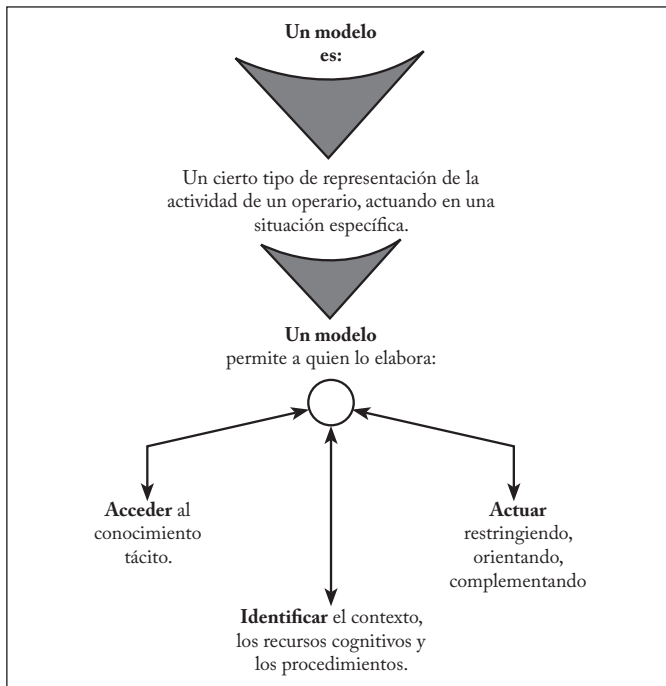 Un modelo
es:
Un cierto tipo de representación de la
actividad de un operario, actuando en una
situación específica.
Un modelo
permite a quien lo elabora:
Acceder al
conocimiento
tácito.
Identificar el contexto,
los recursos cognitivos y
los procedimientos.
Actuar
restringiendo,
orientando,
complementando